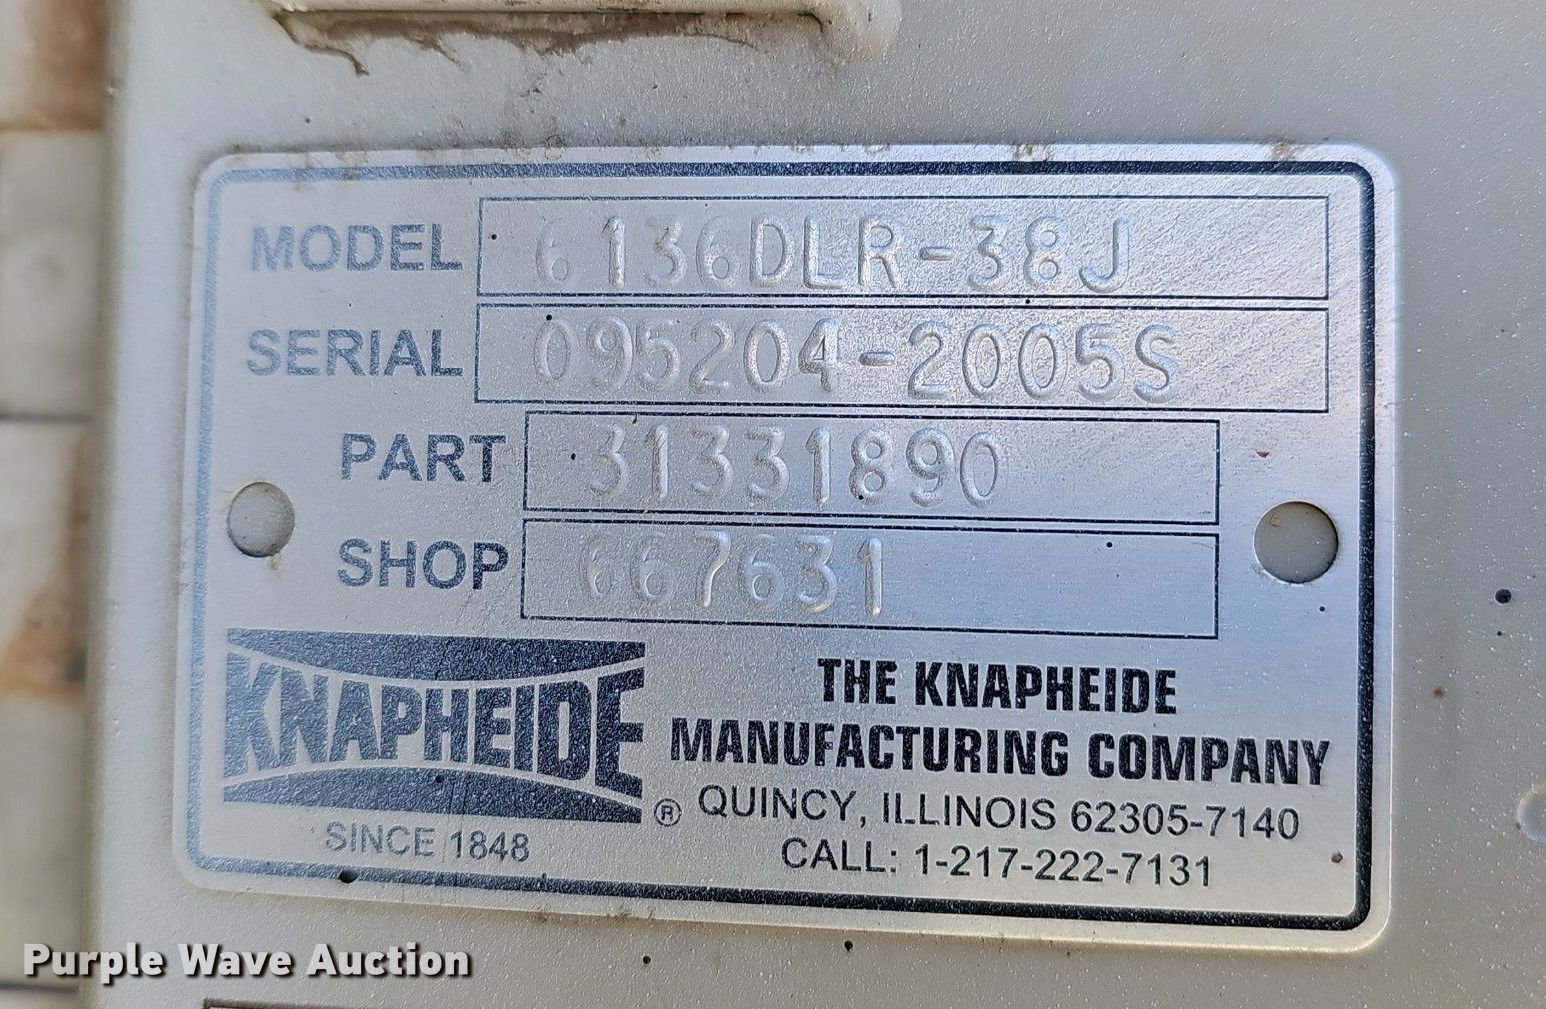 MODEL 6136DLR-38J
SERIAL 095204-2005S
PART 31331890
SHOP 667631
KNAPHEIDE ®
SINCE 1848
THE KNAPHEIDE
MANUFACTURING COMPANY
QUINCY, ILLINOIS 62305-7140
CALL: 1-217-222-7131
Purple Wave Auction